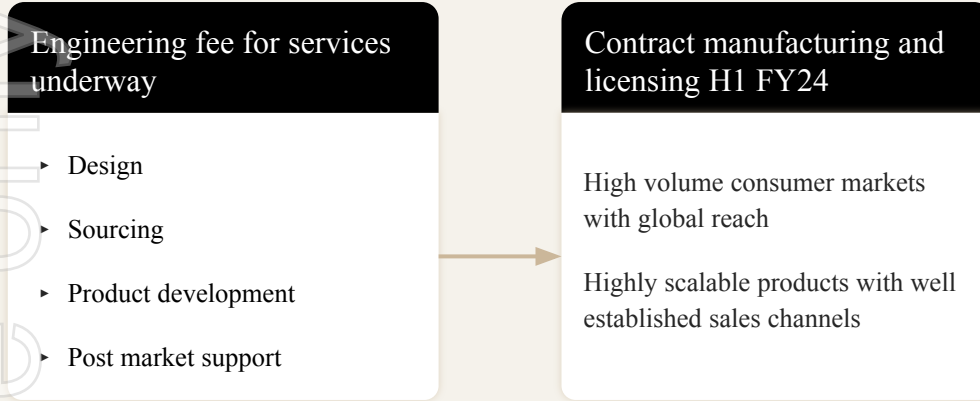 Engineering fee for services
underway
▸ Design
▸ Sourcing
▸ Product development
▸ Post market support
Contract manufacturing and
licensing H1 FY24
High volume consumer markets
with global reach
Highly scalable products with well
established sales channels